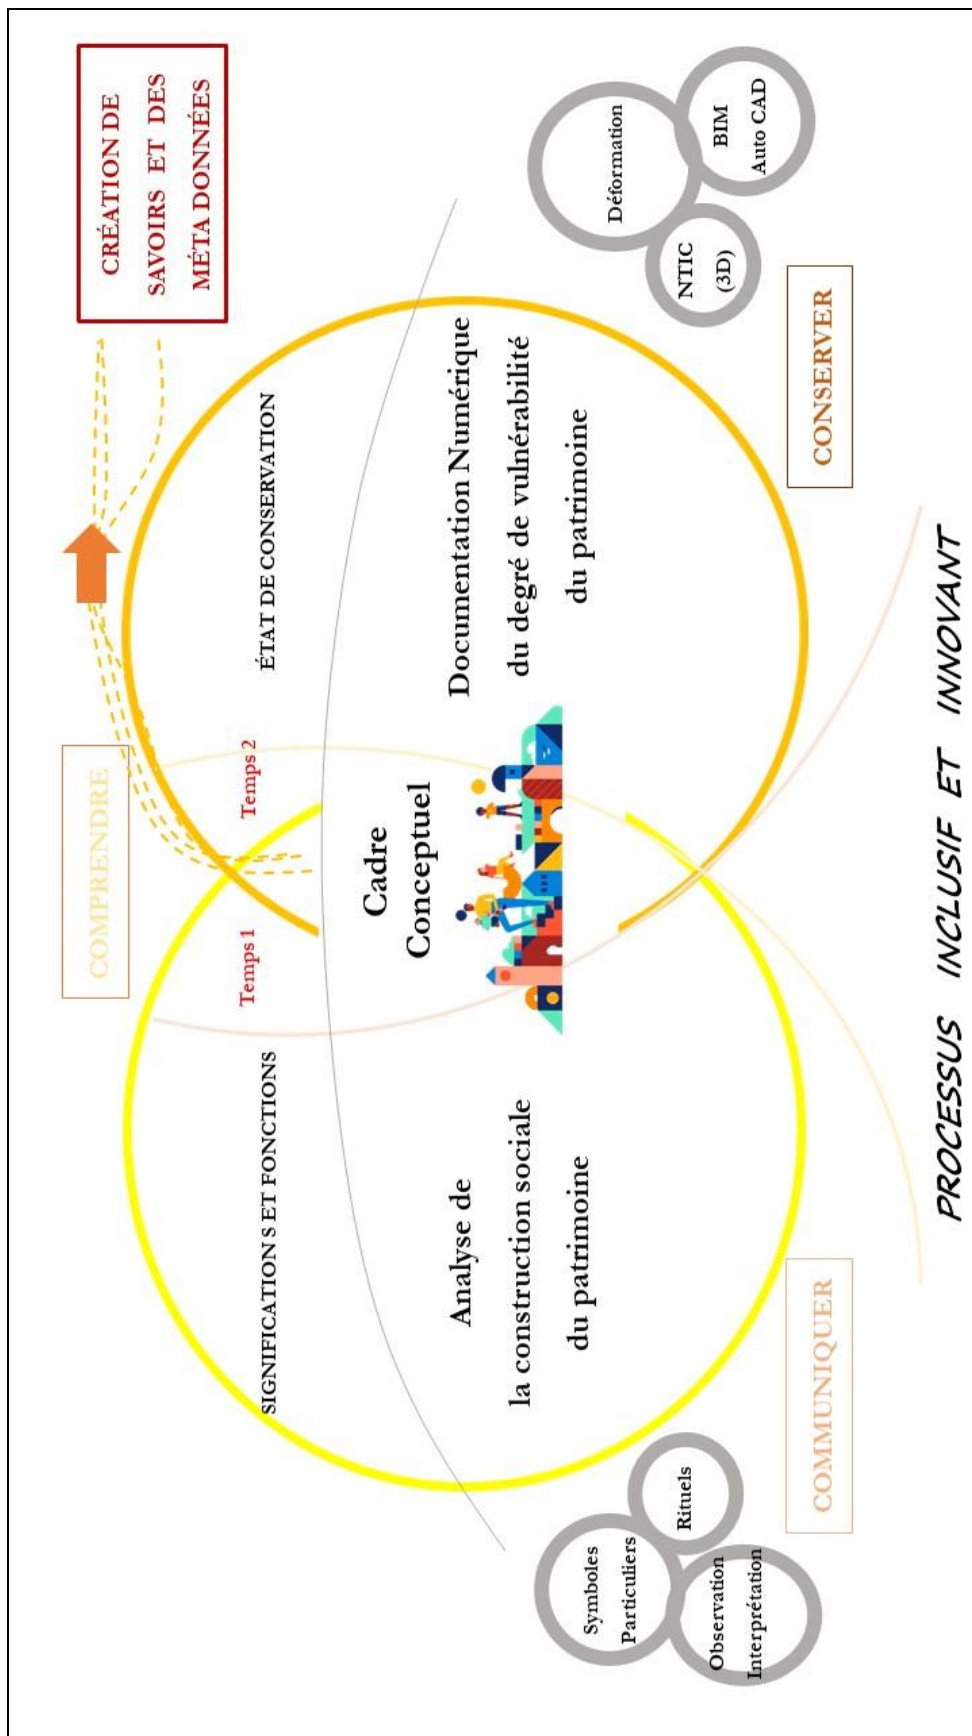 CRÉATION DE
SAVOIRS ET DES
MÉTA DONNÉES
COMPRENDRE
SIGNIFICATION S ET FONCTIONS
Temps 1
Temps 2
ÉTAT DE CONSERVATION
Cadre
Conceptuel
Analyse de
la construction sociale
du patrimoine
Documentation Numérique
du degré de vulnérabilité
du patrimoine
Symboles
Particuliers
Rituels
Observation
Interprétation
Déformation
NTIC
(3D)
BIM
Auto CAD
COMMUNIQUER
CONSERVER
PROCESSUS INCLUSIF ET INNOVANT